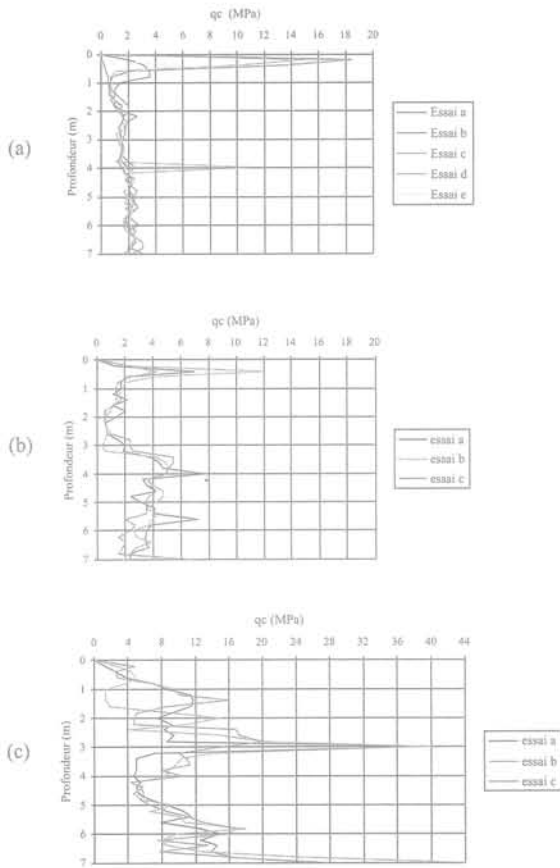 qc (MPa)
0 2 4 6 8 10 12 14 16 18 20
Profondeur (m)
0
1
2
3
4
5
6
7
(a)
Essai a
Essai b
Essai c
Essai d
Essai e
qc (MPa)
0 2 4 6 8 10 12 14 16 18 20
Profondeur (m)
0
1
2
3
4
5
6
7
(b)
essai a
essai b
essai c
qc (MPa)
0 4 8 12 16 20 24 28 32 36 40 44
Profondeur (m)
0
1
2
3
4
5
6
7
(c)
essai a
essai b
essai c